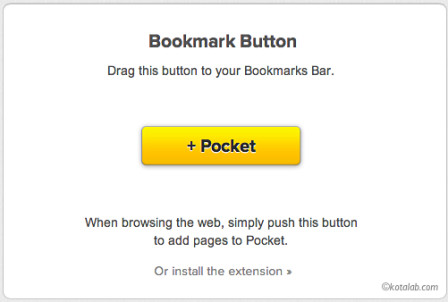 Bookmark Button
Drag this button to your Bookmarks Bar.
+ Pocket
When browsing the web, simply push this button
to add pages to Pocket.
Or install the extension »
©kotalab.com